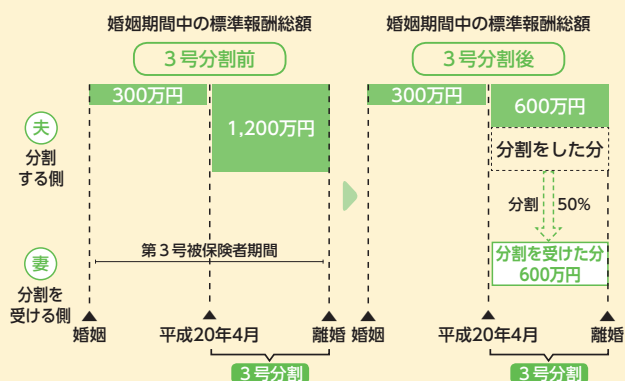 婚姻期間中の標準報酬総額
３号分割前
300万円
1,200万円
夫
分割
する側
第３号被保険者期間
妻
分割を
受ける側
婚姻
平成20年4月
離婚
３号分割
婚姻期間中の標準報酬総額
３号分割後
300万円
600万円
分割をした分
分割
50%
分割を受けた分
600万円
婚姻
平成20年4月
離婚
３号分割